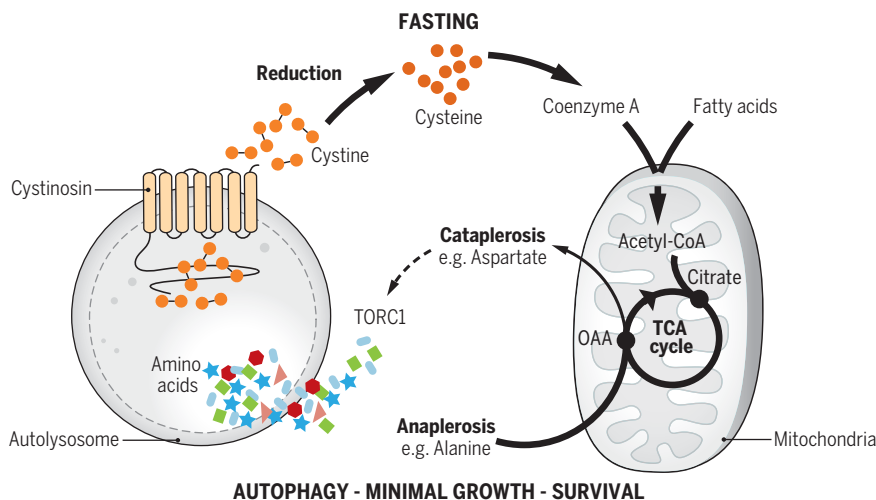 FASTING
Reduction
Cysteine
Coenzyme A
Fatty acids
Cystine
Cystinosin
Acetyl-CoA
Cataplerosis
e.g. Aspartate
Citrate
TORC1
OAA
TCA
cycle
Amino
acids
Anaplerosis
e.g. Alanine
Autolysosome
Mitochondria
AUTOPHAGY - MINIMAL GROWTH - SURVIVAL